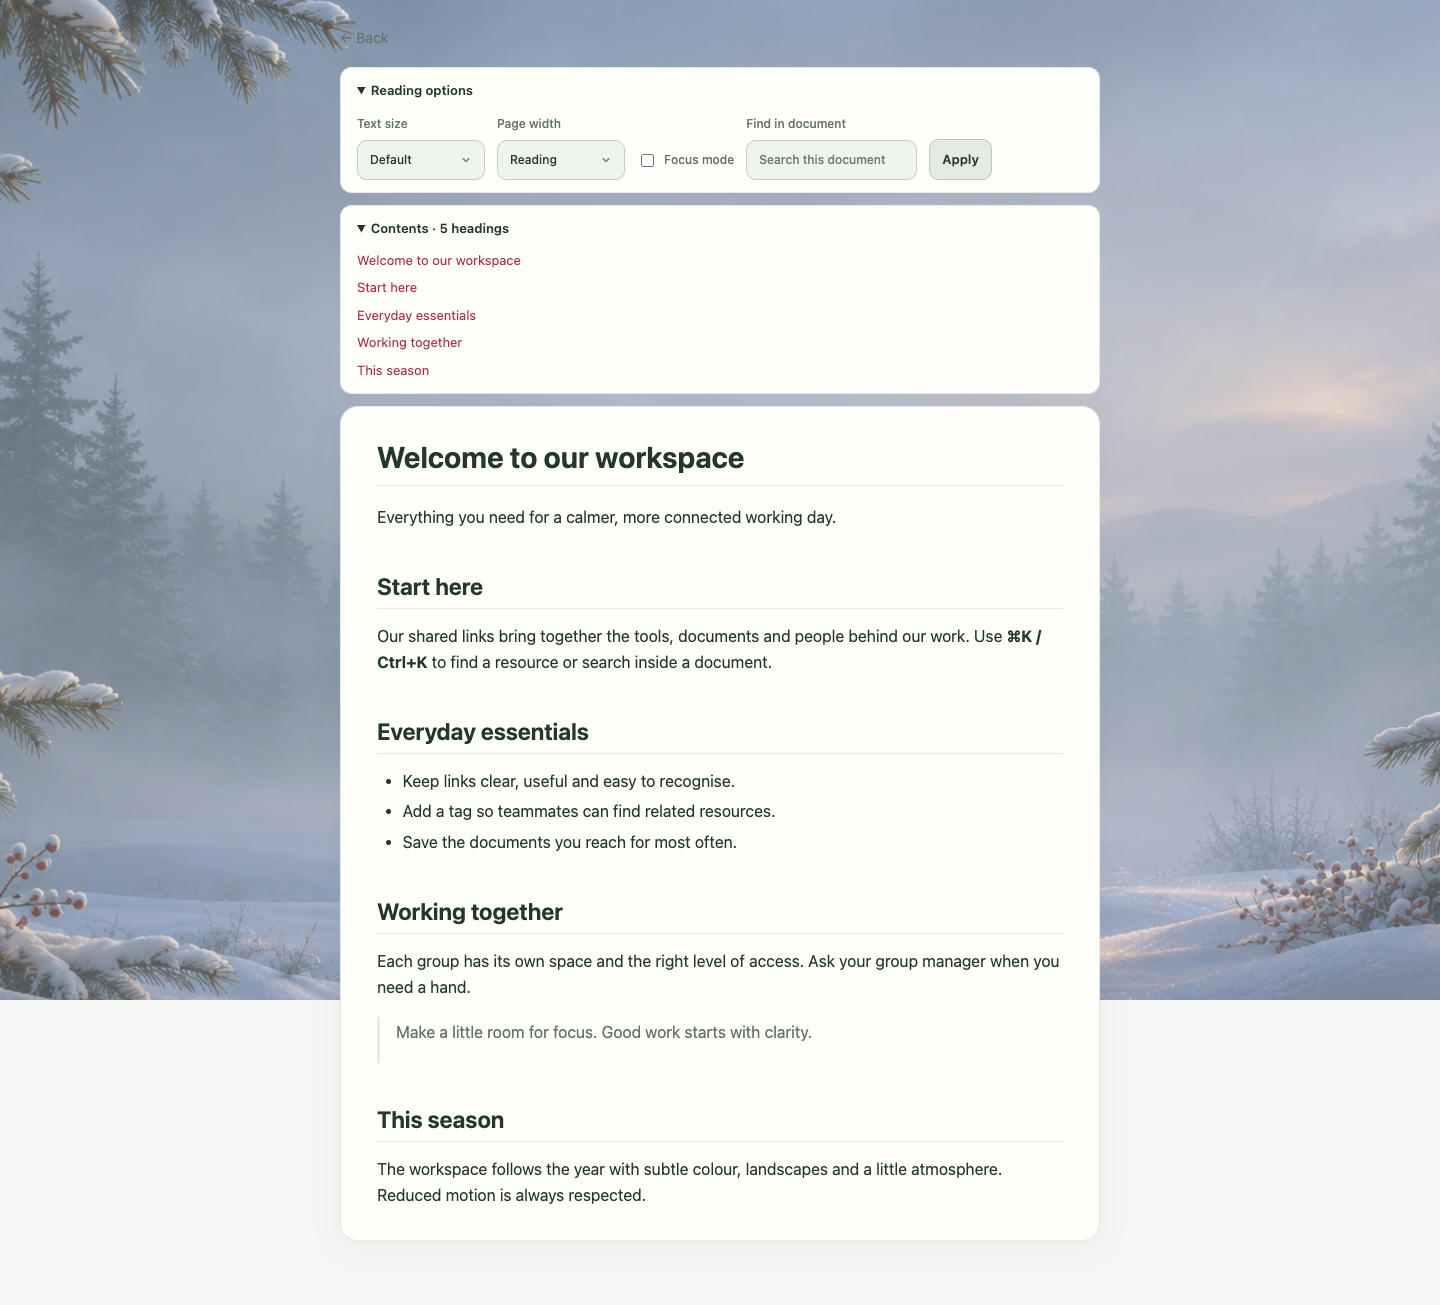 ← Back
▼ Reading options
Text size
Page width
Find in document
Default
Reading
Focus mode
Search this document
Apply
▼ Contents · 5 headings
Welcome to our workspace
Start here
Everyday essentials
Working together
This season
Welcome to our workspace
Everything you need for a calmer, more connected working day.
Start here
Our shared links bring together the tools, documents and people behind our work. Use ⌘K /
Ctrl+K to find a resource or search inside a document.
Everyday essentials
• Keep links clear, useful and easy to recognise.
• Add a tag so teammates can find related resources.
• Save the documents you reach for most often.
Working together
Each group has its own space and the right level of access. Ask your group manager when you
need a hand.
Make a little room for focus. Good work starts with clarity.
This season
The workspace follows the year with subtle colour, landscapes and a little atmosphere.
Reduced motion is always respected.